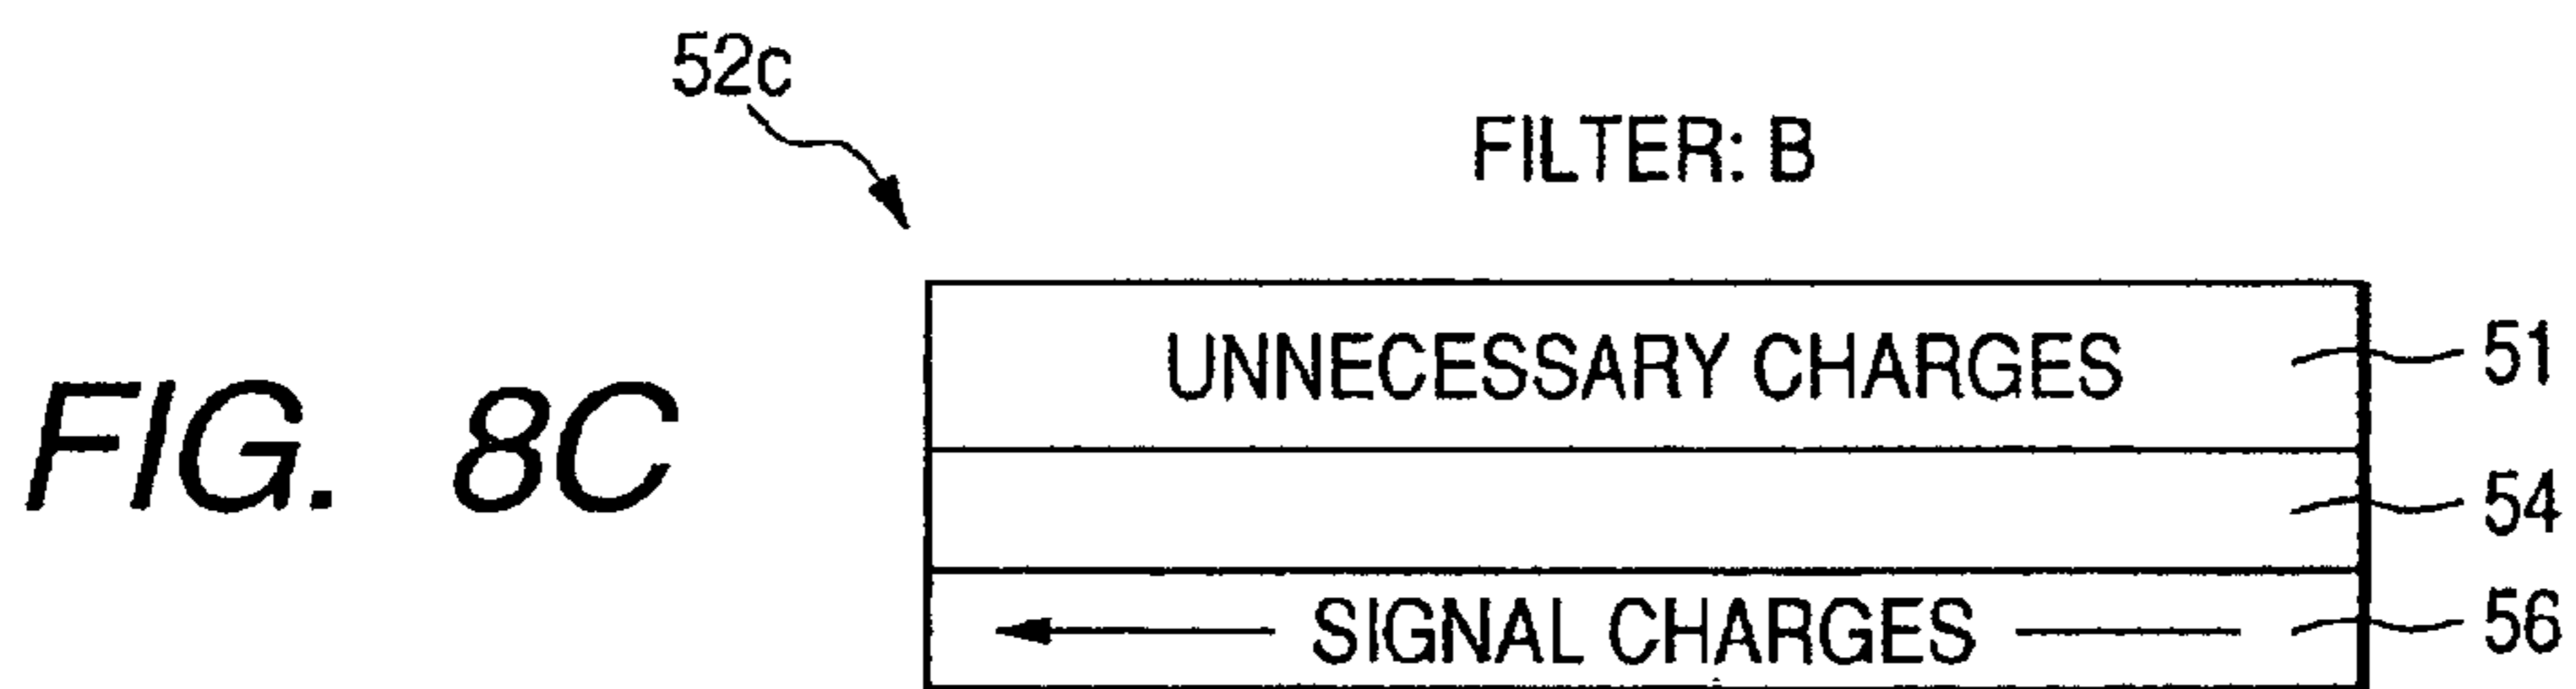 52c
FILTER: B
UNNECESSARY CHARGES
51
FIG. 8C
54
SIGNAL CHARGES
56